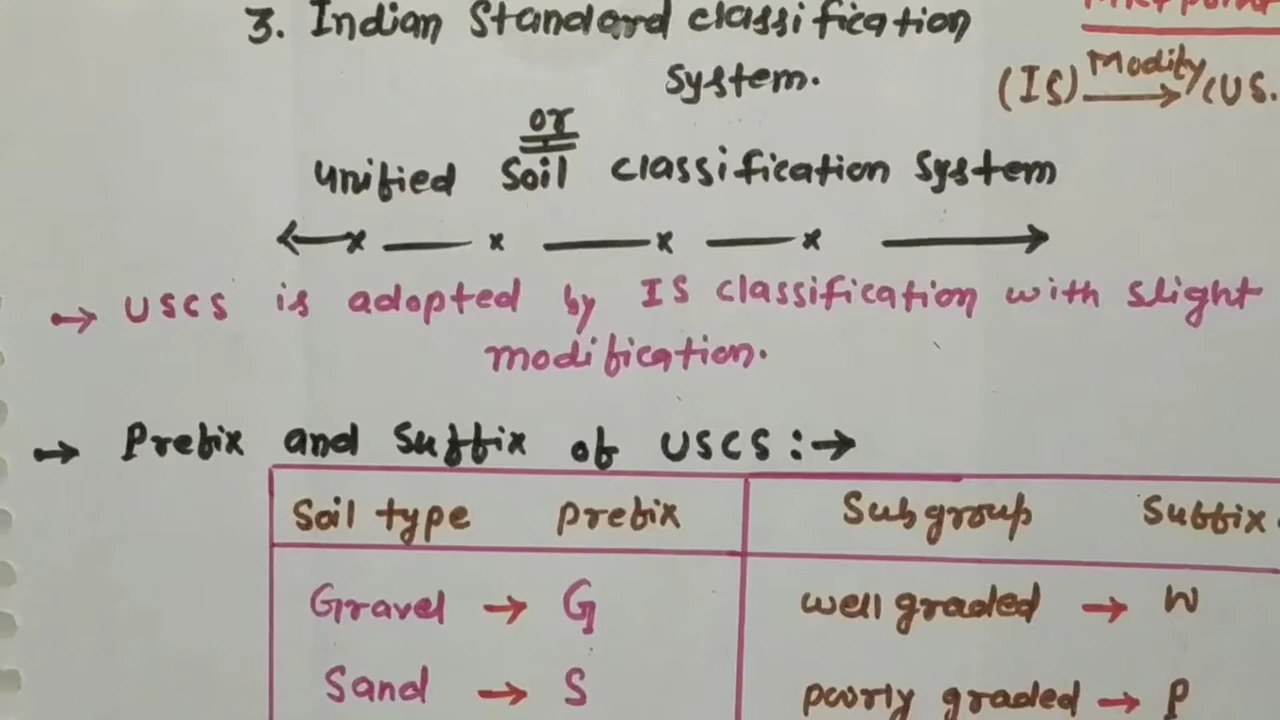 3. Indian Standard classification
System.
(IS) Modify (US.
or
Unified Soil classification System
→ USCS is adopted by IS classification with slight
modification.
→ Prefix and Suffix of USCS :→
Soil type Prefix Subgroup Suffix.
Gravel → G well graded → W
Sand → S poorly graded → P